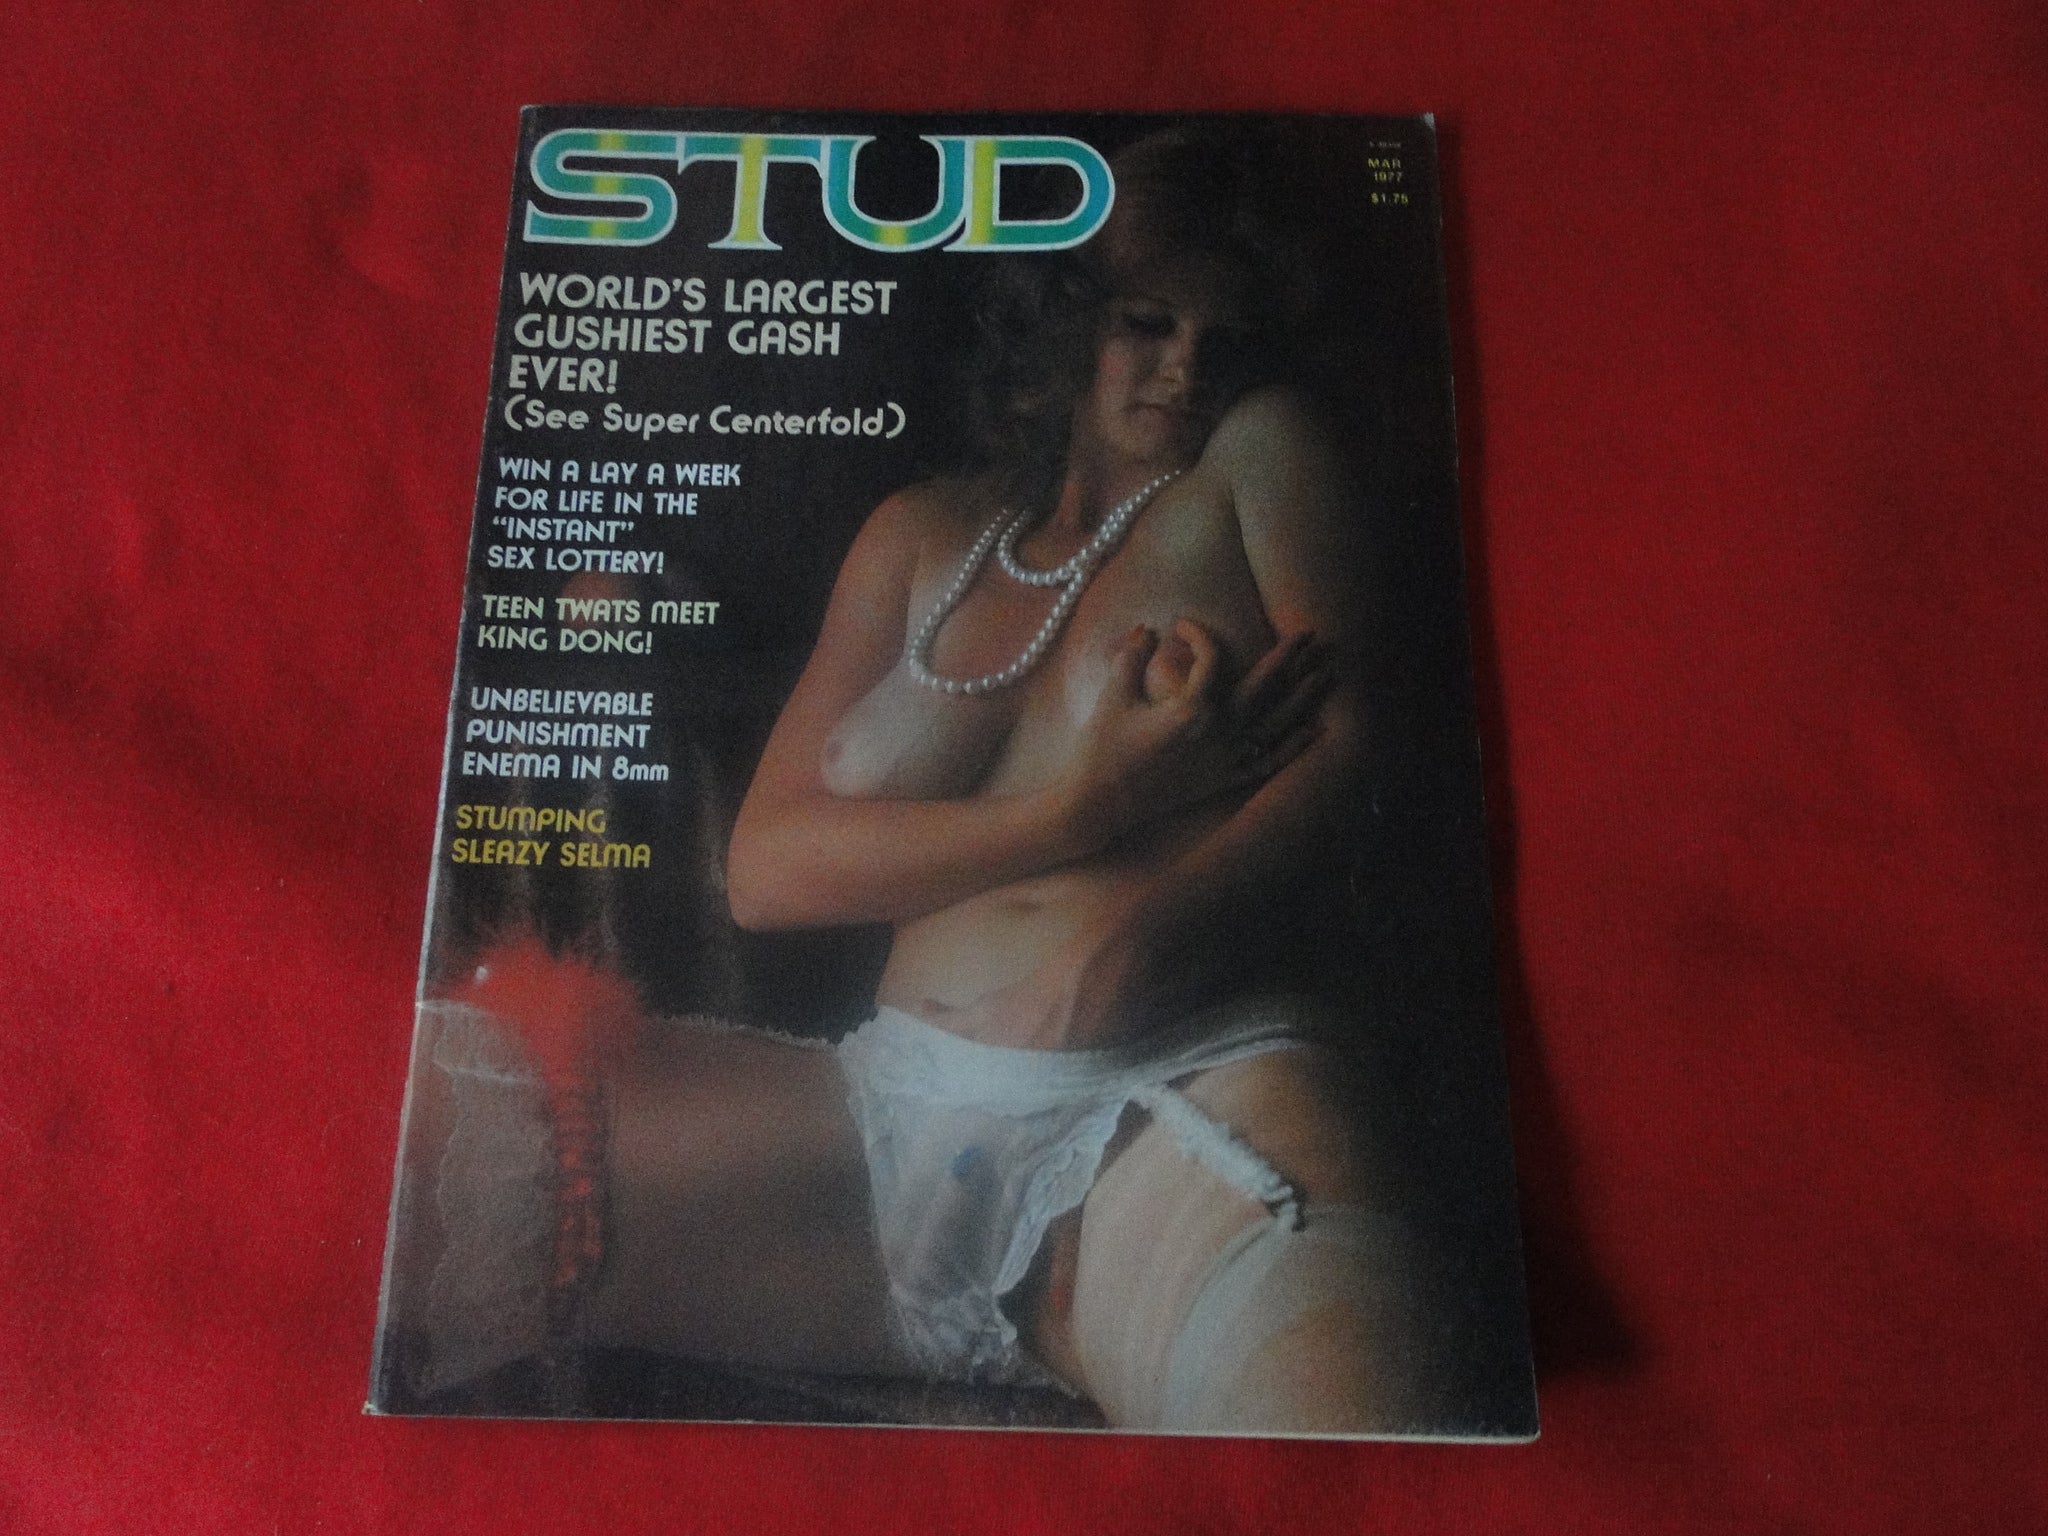 STUD
MAR
1977
$1.75
WORLD'S LARGEST
GUSHIEST GASH
EVER!
(See Super Centerfold)
WIN A LAY A WEEK
FOR LIFE IN THE
"INSTANT"
SEX LOTTERY!
TEEN TWATS MEET
KING DONG!
UNBELIEVABLE
PUNISHMENT
ENEMA IN 8mm
STUMPING
SLEAZY SELMA